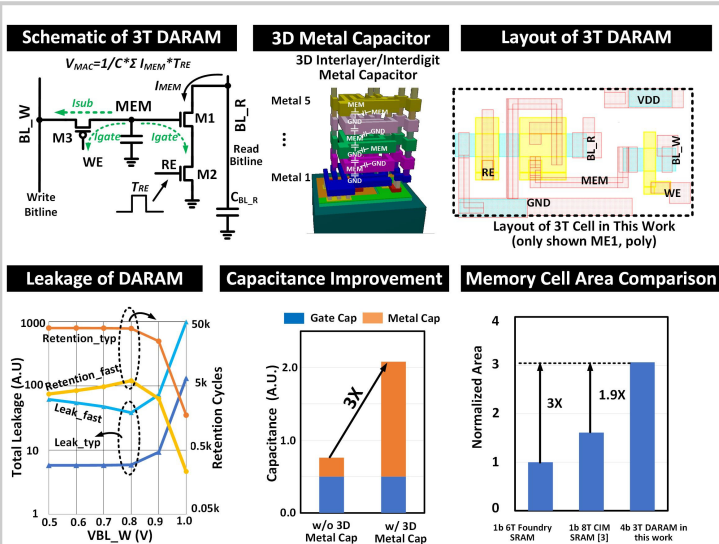 Schematic of 3T DARAM
V_MAC=1/C*Σ I_MEM*T_RE
I_MEM
BL_W
Isub
MEM
M1
BL_R
M3
Igate
Igate
WE
RE
M2
Read
Bitline
T_RE
Write
Bitline
C_BL_R
3D Metal Capacitor
3D Interlayer/Interdigit
Metal Capacitor
Metal 5
MEM
GND
MEM
GND
MEM
MEM
GND
MEM
GND
Metal 1
Layout of 3T DARAM
VDD
BL_R
BL_W
RE
MEM
WE
GND
Layout of 3T Cell in This Work
(only shown ME1, poly)
Leakage of DARAM
Total Leakage (A.U)
1000
100
10
1
50k
5k
0.5k
0.05k
Retention Cycles
Retention_typ
Retention_fast
Leak_fast
Leak_typ
0.5 0.6 0.7 0.8 0.9 1.0
VBL_W (V)
Capacitance Improvement
Gate Cap
Metal Cap
Capacitance (A.U.)
2.0
1.0
0.0
3X
w/o 3D
Metal Cap
w/ 3D
Metal Cap
Memory Cell Area Comparison
Normalized Area
4
3
2
1
0
3X
1.9X
1b 6T Foundry
SRAM
1b 8T CIM
SRAM [3]
4b 3T DARAM in
this work